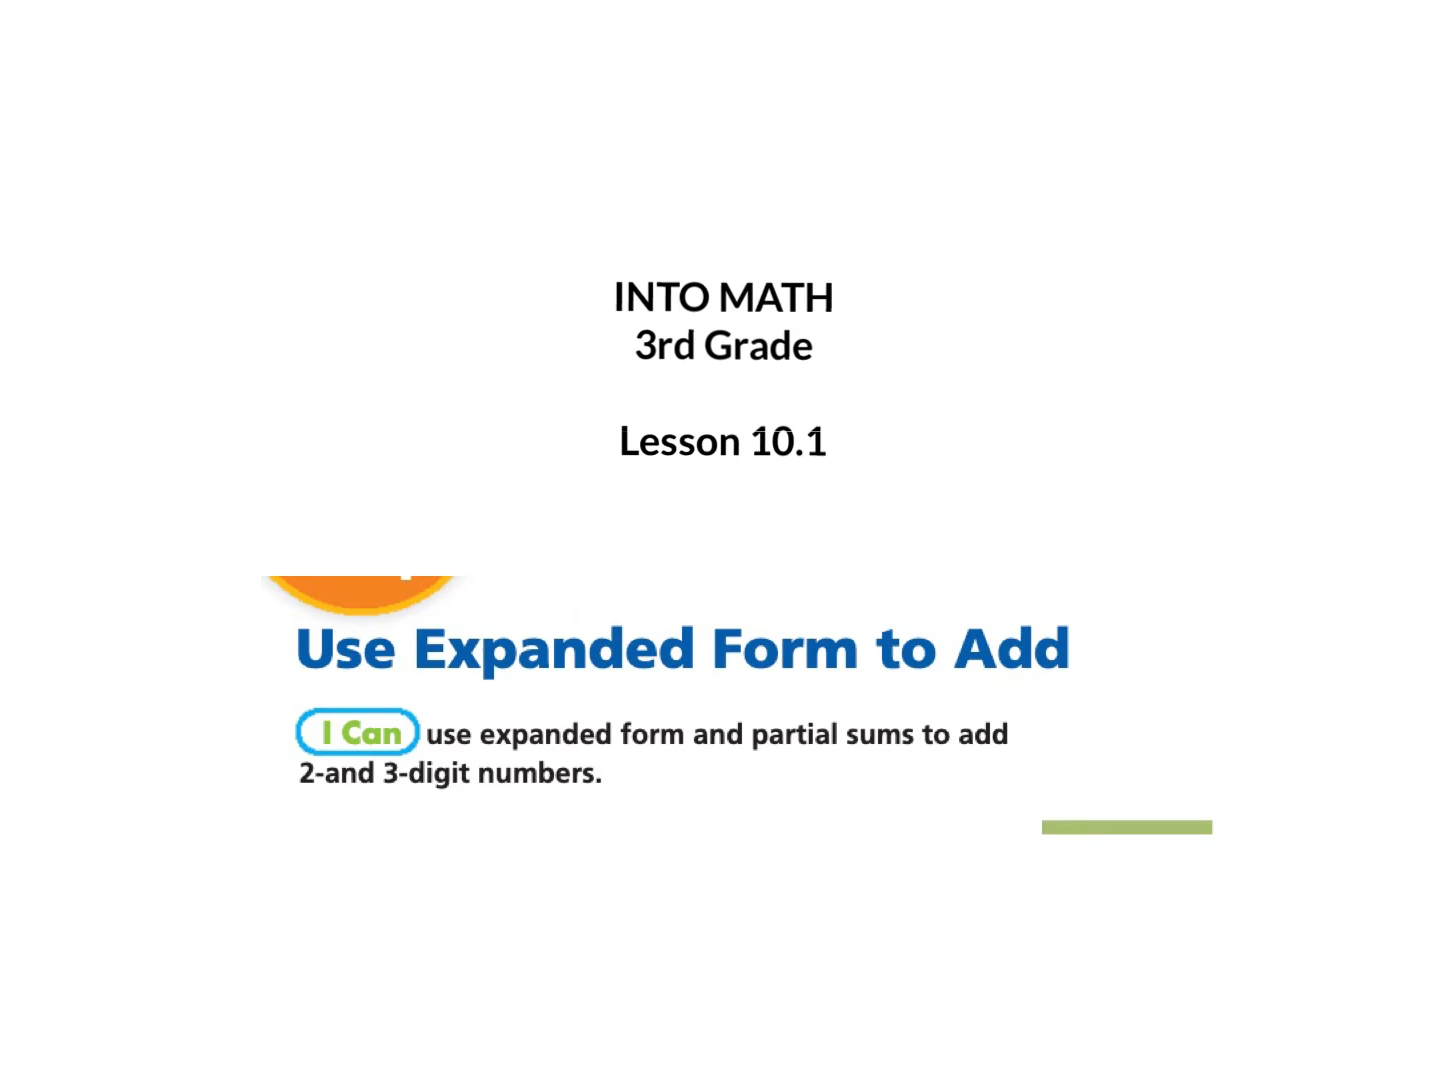 INTO MATH
3rd Grade
Lesson 10.1
Use Expanded Form to Add
I Can use expanded form and partial sums to add
2-and 3-digit numbers.